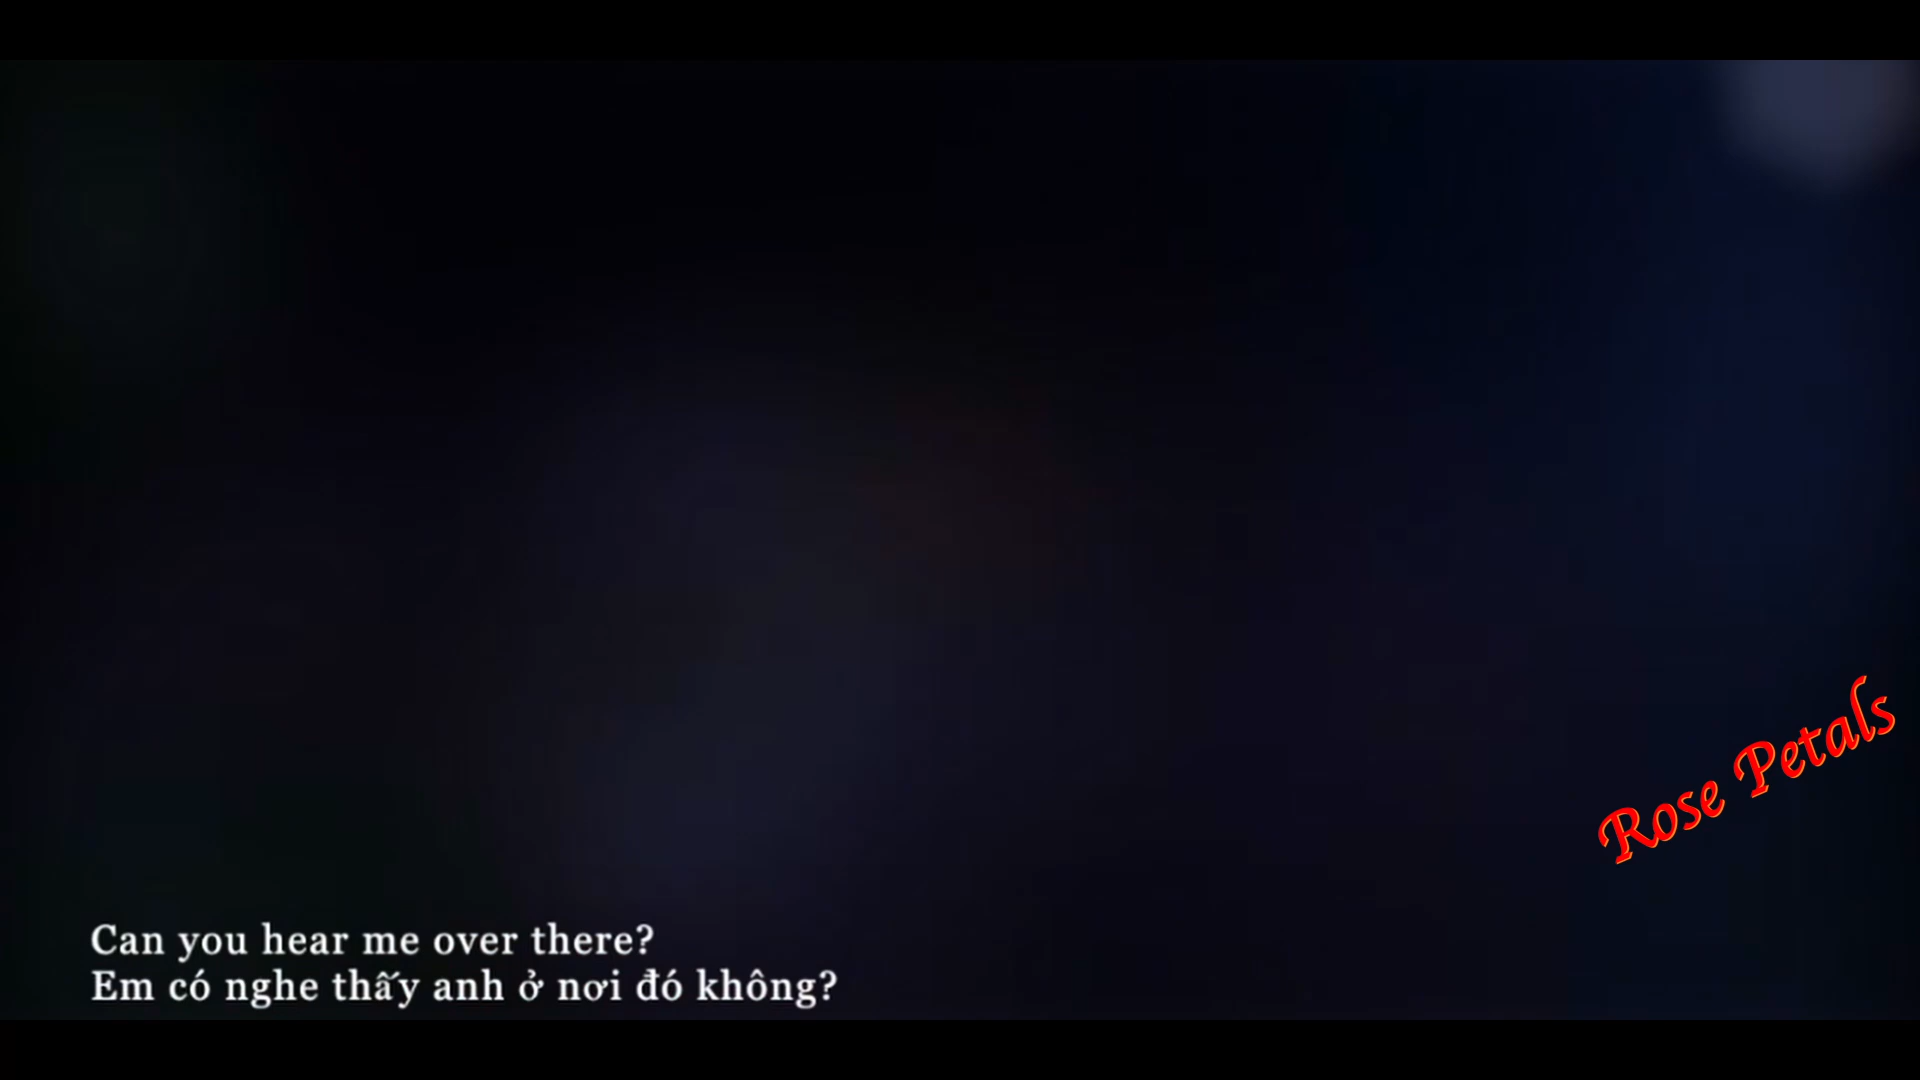 Rose Petals
Can you hear me over there?
Em có nghe thấy anh ở nơi đó không?